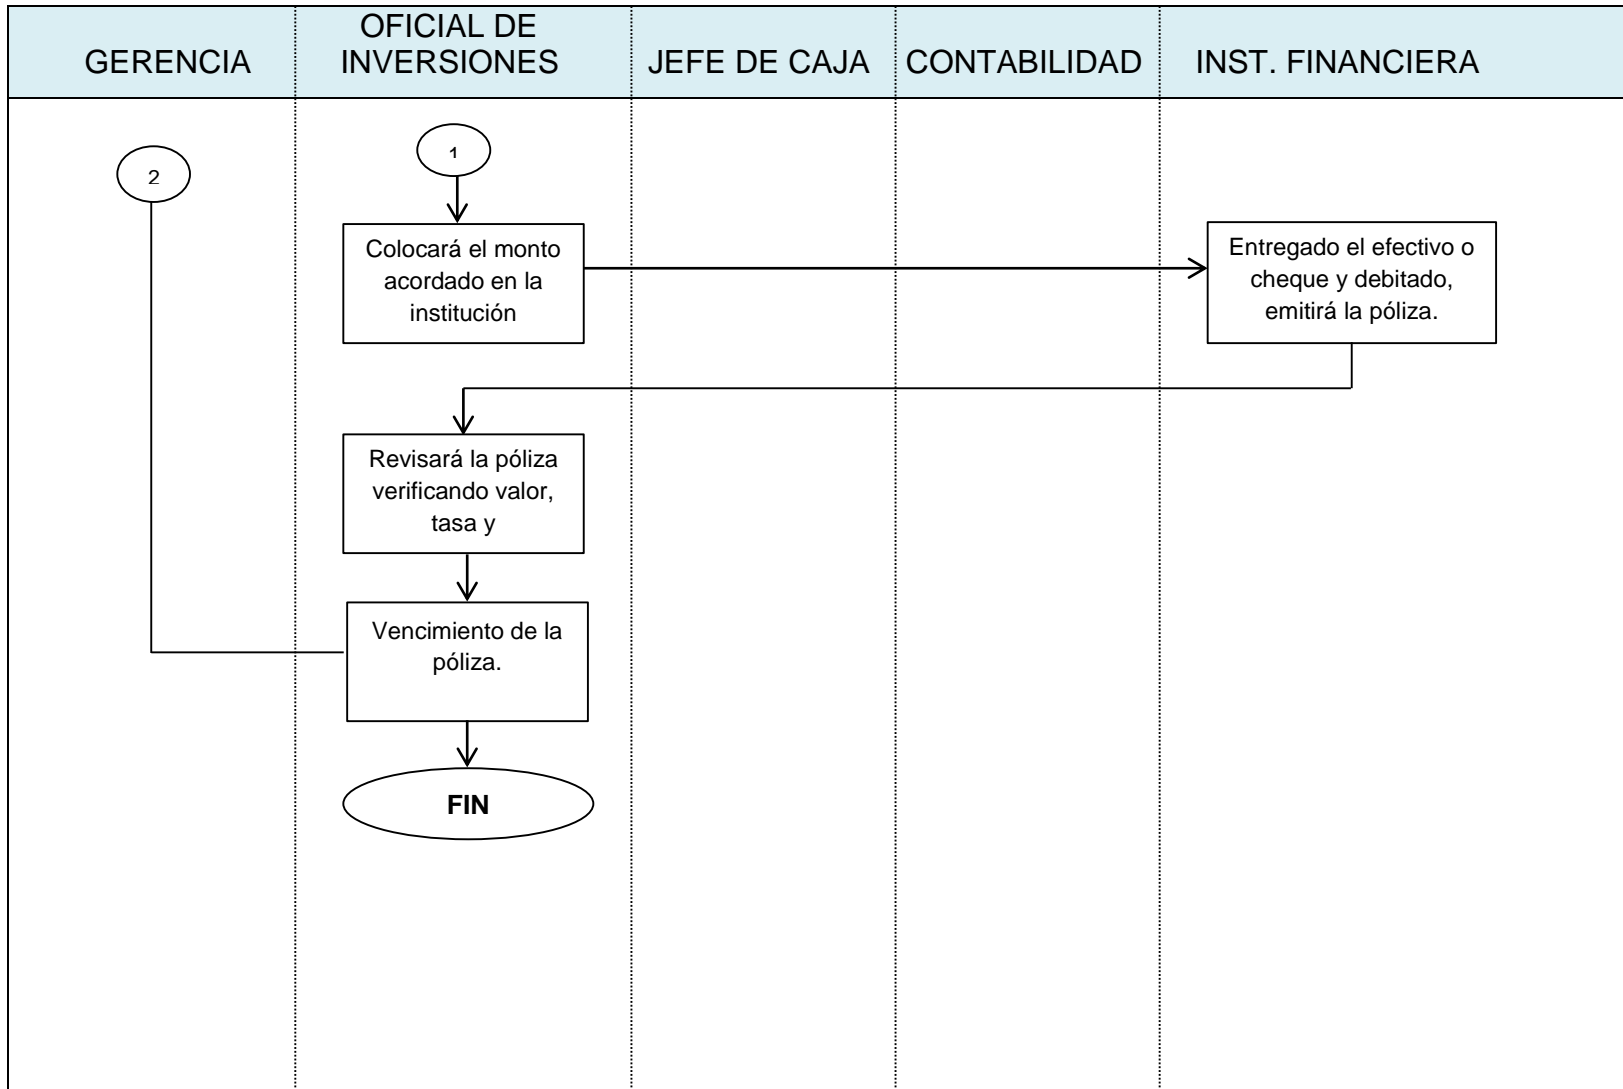 GERENCIA
OFICIAL DE
INVERSIONES
JEFE DE CAJA
CONTABILIDAD
INST. FINANCIERA
1
2
Colocará el monto
acordado en la
institución
Entregado el efectivo o
cheque y debitado,
emitirá la póliza.
Revisará la póliza
verificando valor,
tasa y
Vencimiento de la
póliza.
FIN